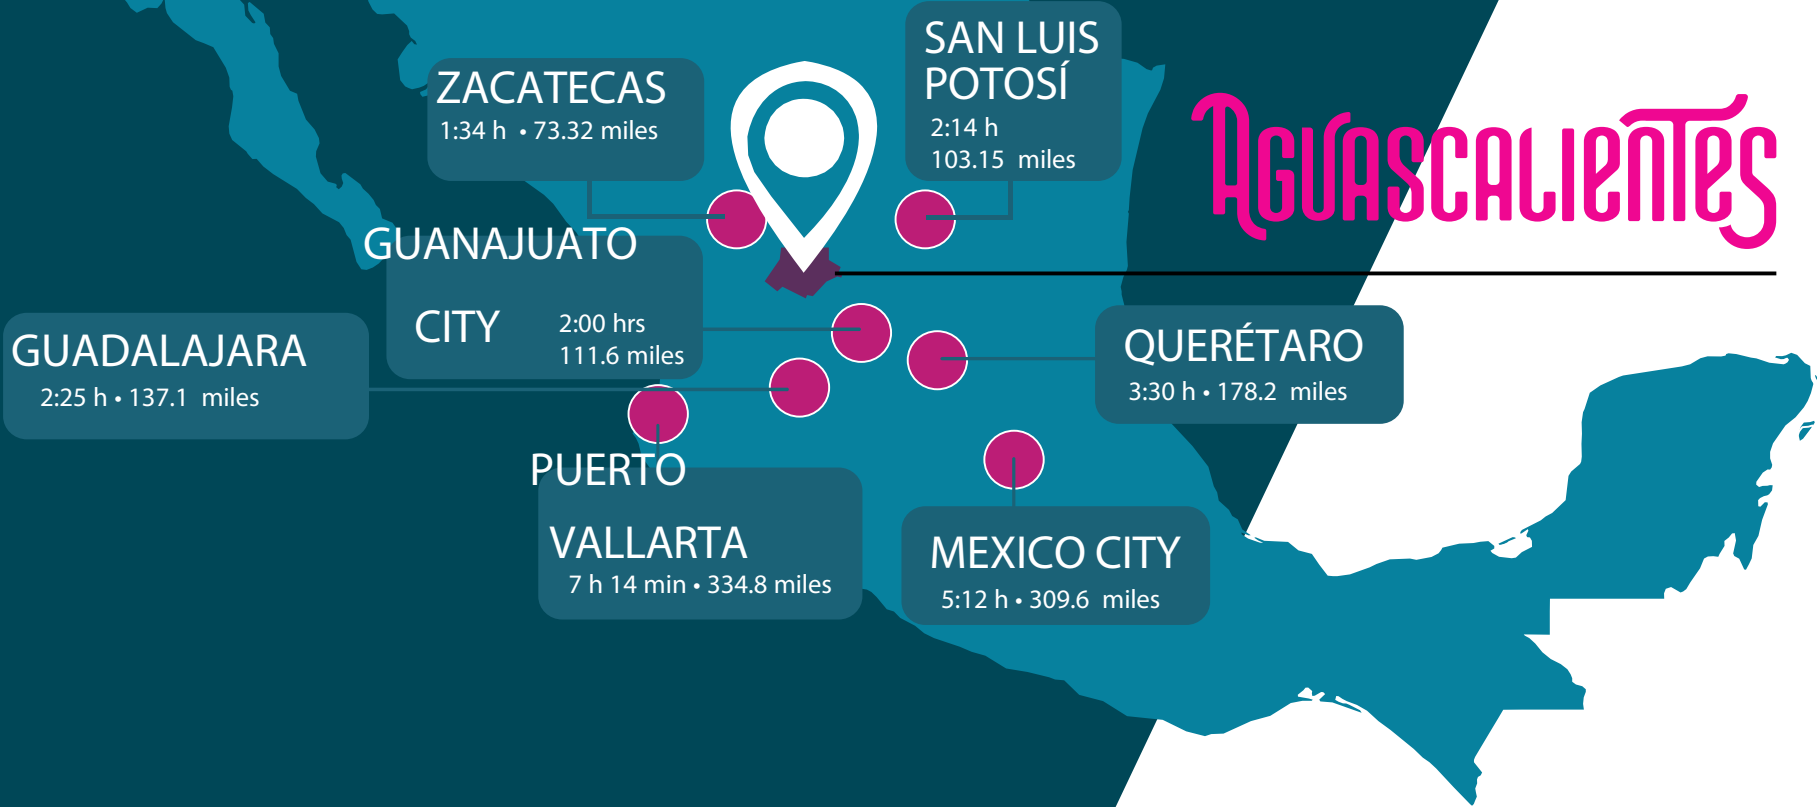 SAN LUIS
POTOSÍ
2:14 h
103.15 miles
ZACATECAS
1:34 h • 73.32 miles
AGUASCALIENTES
GUANAJUATO
CITY
2:00 hrs
111.6 miles
GUADALAJARA
2:25 h • 137.1 miles
QUERÉTARO
3:30 h • 178.2 miles
PUERTO
VALLARTA
7 h 14 min • 334.8 miles
MEXICO CITY
5:12 h • 309.6 miles